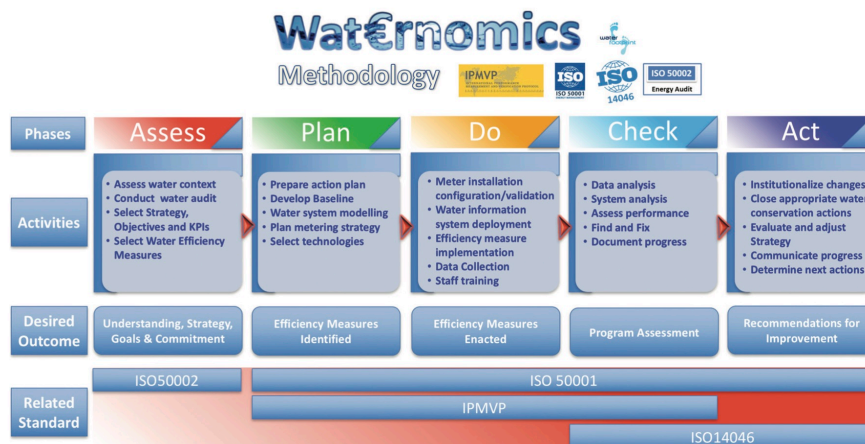 Wat€rnomics
water
footprint
Methodology
IPMVP
ISO
ISO 50001
ISO
14046
ISO 50002
Energy Audit
Phases
Assess
Plan
Do
Check
Act
Activities
• Assess water context
• Conduct water audit
• Select Strategy,
Objectives and KPIs
• Select Water Efficiency
Measures
• Prepare action plan
• Develop Baseline
• Water system modelling
• Plan metering strategy
• Select technologies
• Meter installation
configuration/validation
• Water information
system deployment
• Efficiency measure
implementation
• Data Collection
• Staff training
• Data analysis
• System analysis
• Assess performance
• Find and Fix
• Document progress
• Institutionalize changes
• Close appropriate water
conservation actions
• Evaluate and adjust
Strategy
• Communicate progress
• Determine next actions
Desired
Outcome
Understanding, Strategy,
Goals & Commitment
Efficiency Measures
Identified
Efficiency Measures
Enacted
Program Assessment
Recommendations for
Improvement
Related
Standard
ISO50002
ISO 50001
IPMVP
ISO14046